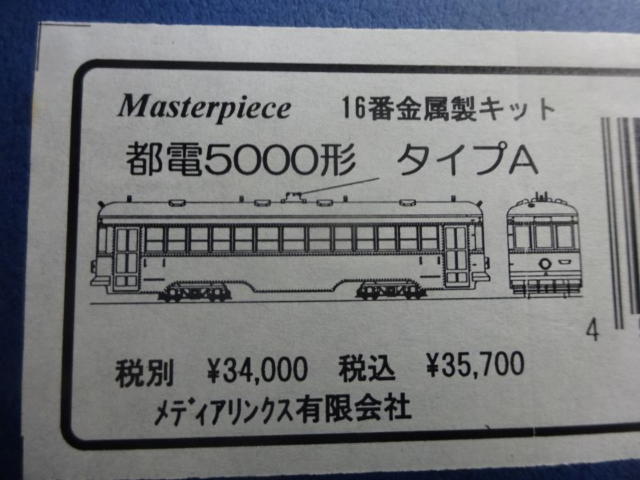 Masterpiece 16番金属製キット
都電5000形 タイプA
税別 ¥34,000 税込 ¥35,700
メディアリンクス有限会社
4